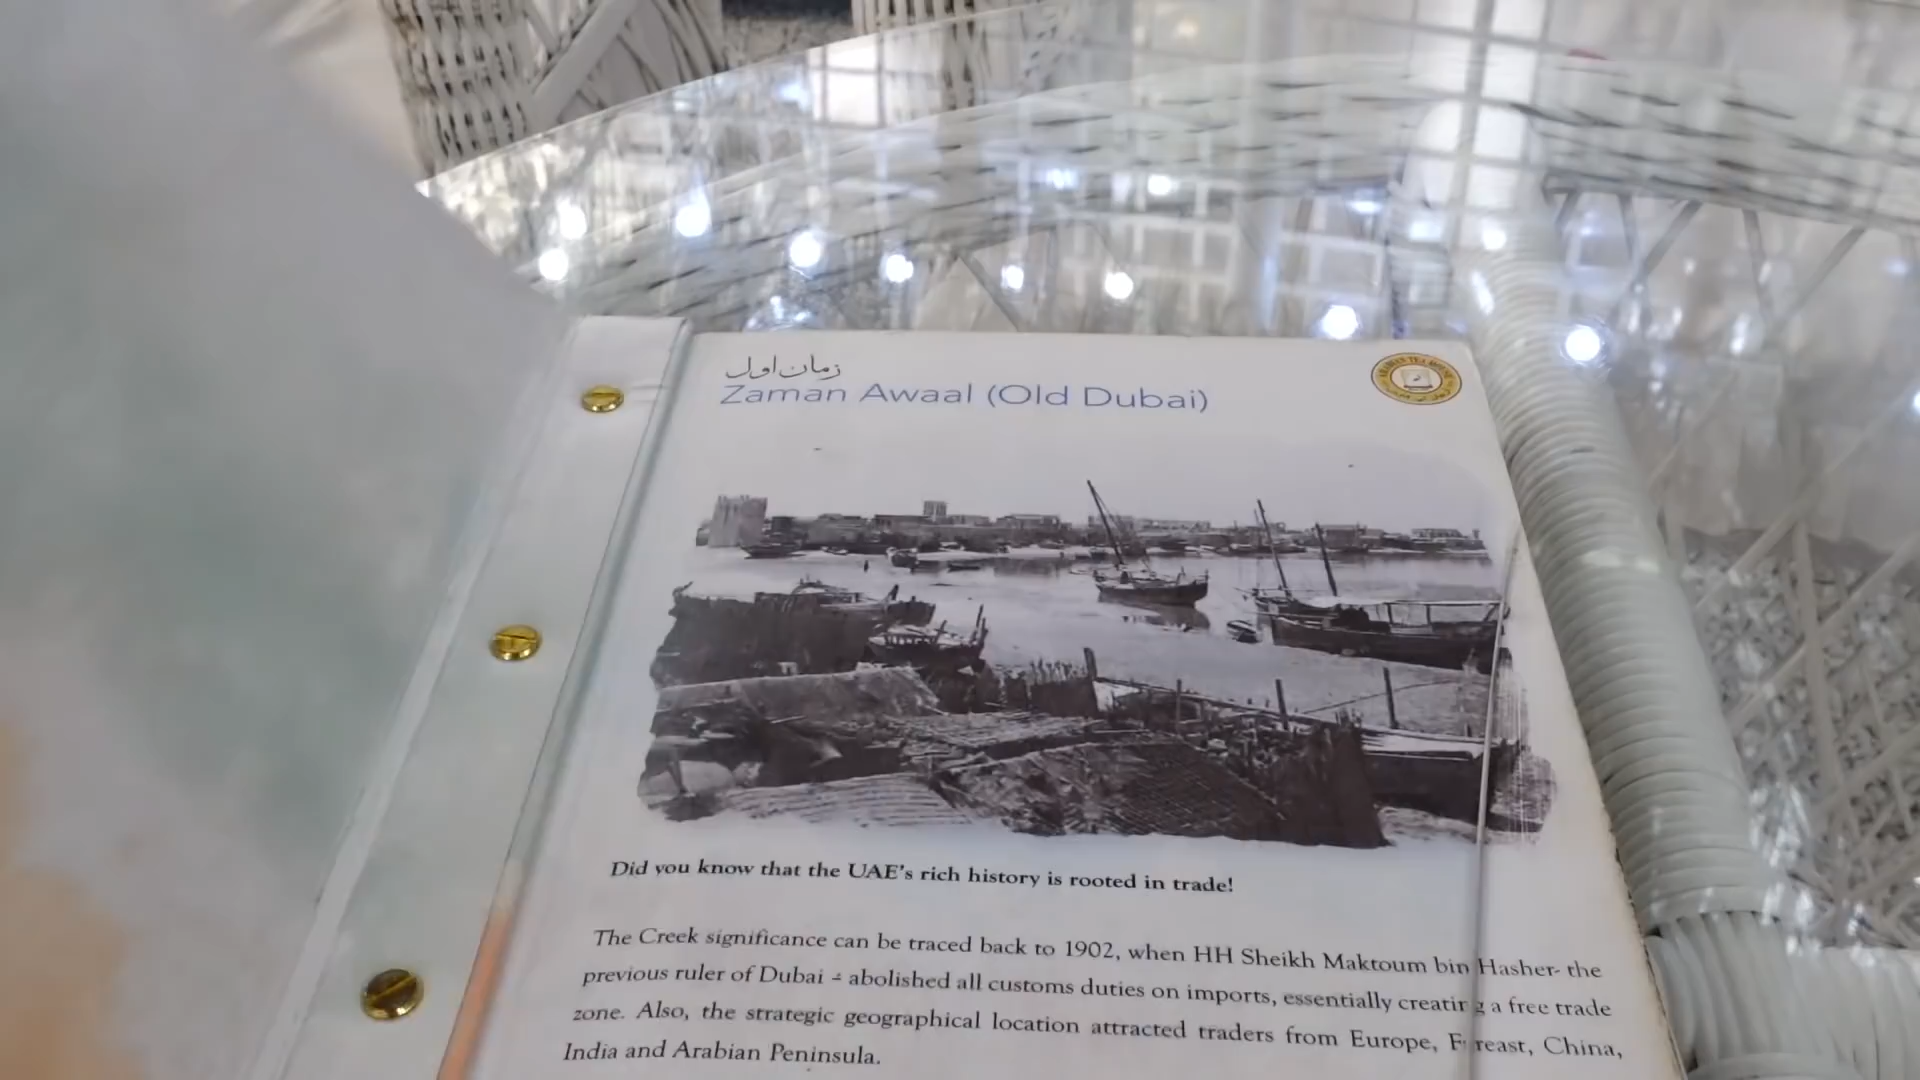 زمان اول
Zaman Awaal (Old Dubai)
ARABIAN TEA HOUSE
Did you know that the UAE's rich history is rooted in trade!
The Creek significance can be traced back to 1902, when HH Sheikh Maktoum bin Hasher- the
previous ruler of Dubai - abolished all customs duties on imports, essentially creating a free trade
zone. Also, the strategic geographical location attracted traders from Europe, Fareast, China,
India and Arabian Peninsula.